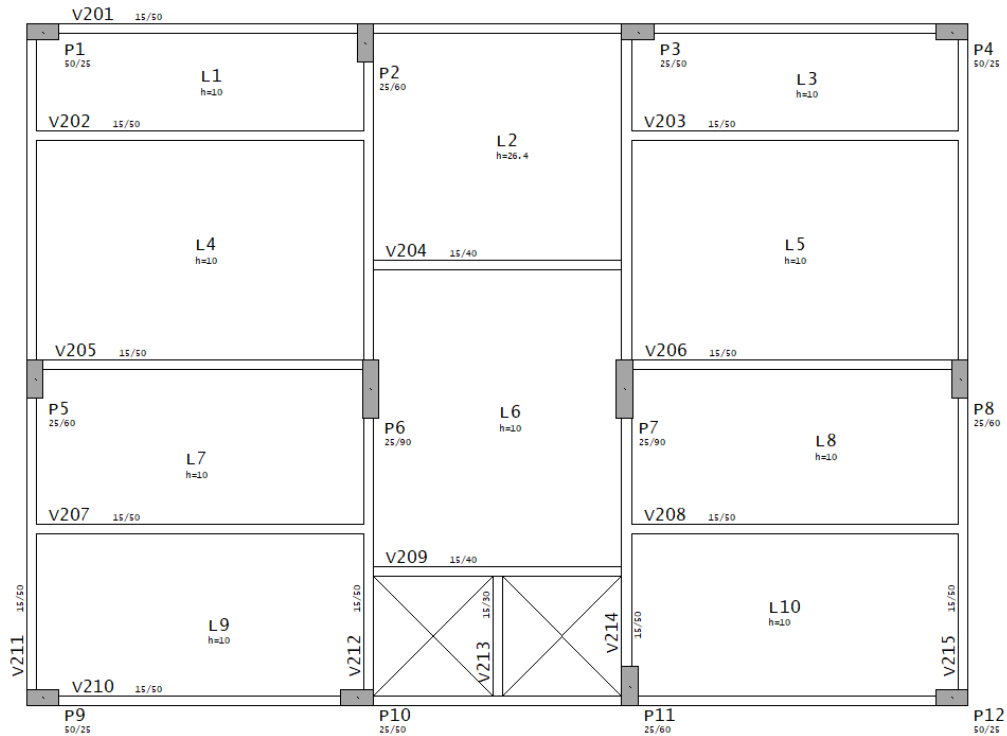 V201 15/50
P1
50/25
P2
25/60
P3
25/50
P4
50/25
L1
h=10
L3
h=10
V202 15/50
V203 15/50
L2
h=26.4
L4
h=10
L5
h=10
V204 15/40
V205 15/50
V206 15/50
P5
25/60
P6
25/90
P7
25/90
P8
25/60
L6
h=10
L7
h=10
L8
h=10
V207 15/50
V208 15/50
V209 15/40
V211 15/50
V212 15/50
V213 15/30
V214 15/50
V215 15/50
L9
h=10
L10
h=10
V210 15/50
P9
50/25
P10
25/50
P11
25/60
P12
50/25